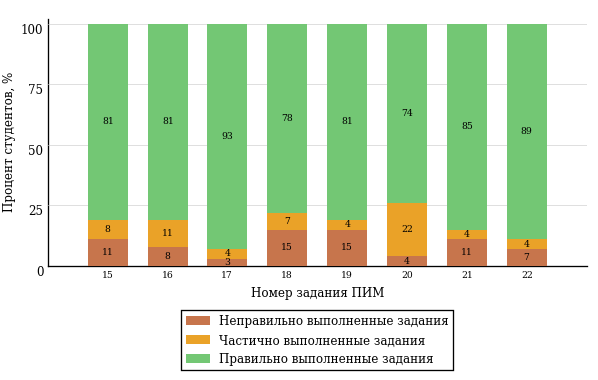 Процент студентов, %
100
75
50
25
0
81 81 93 78 81 74 85 89
8 11 4 7 4 22 4 4
11 8 3 15 15 4 11 7
15 16 17 18 19 20 21 22
Номер задания ПИМ
Неправильно выполненные задания
Частично выполненные задания
Правильно выполненные задания